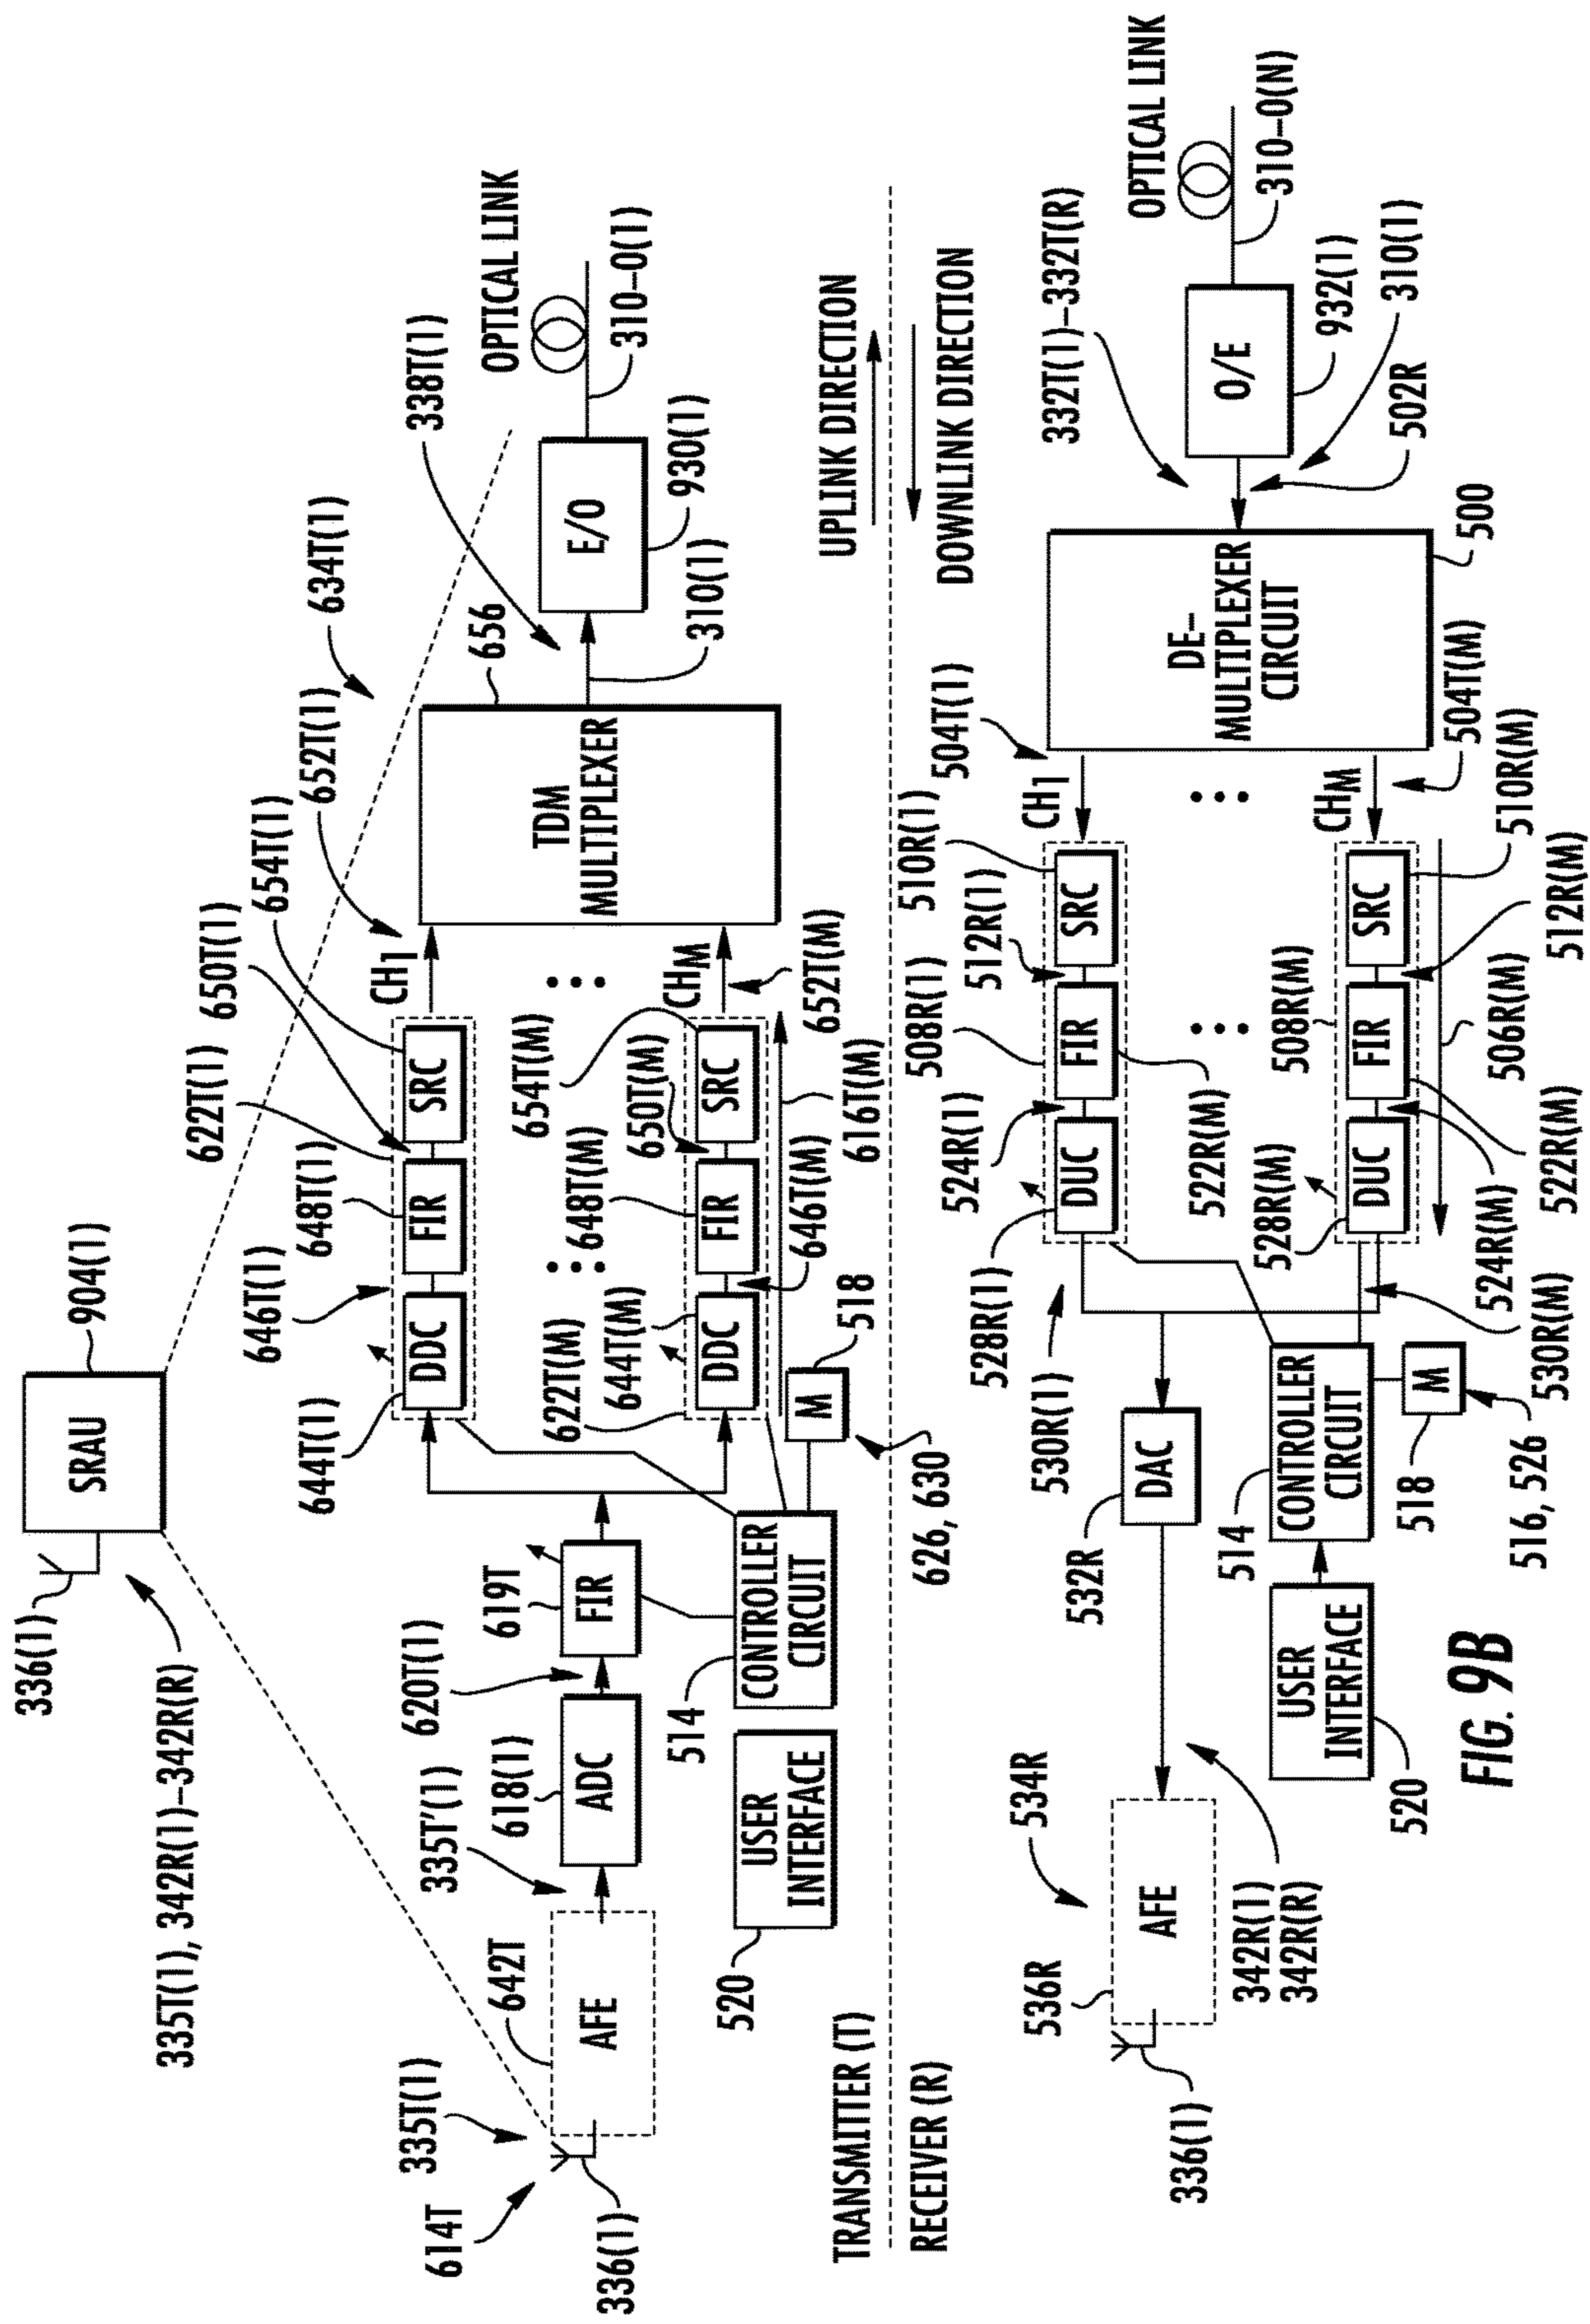 SRAU
904(1)
336(1)
335T(1), 342R(1)–342R(R)
634T(1)
338T(1)
OPTICAL LINK
310–O(1)
E/O
930(1)
310(1)
656
TDM
MULTIPLEXER
652T(1)
654T(1)
650T(1)
622T(1)
648T(1)
646T(1)
644T(1)
CH1
DDC
FIR
SRC
CHM
652T(M)
654T(M)
650T(M)
648T(M)
646T(M)
644T(M)
622T(M)
616T(M)
DDC
FIR
SRC
M
518
626, 630
FIR
619T
620T(1)
ADC
618(1)
335T'(1)
AFE
642T
335T(1)
614T
336(1)
CONTROLLER
CIRCUIT
514
USER
INTERFACE
520
TRANSMITTER (T)
UPLINK DIRECTION
RECEIVER (R)
DOWNLINK DIRECTION
OPTICAL LINK
310–O(N)
332T(1)–332T(R)
O/E
932(1)
310(1)
502R
DE–
MULTIPLEXER
CIRCUIT
500
504T(1)
504T(M)
CH1
CHM
510R(1)
512R(1)
508R(1)
524R(1)
522R(M)
528R(1)
530R(1)
DUC
FIR
SRC
510R(M)
512R(M)
508R(M)
506R(M)
522R(M)
528R(M)
524R(M)
530R(M)
DUC
FIR
SRC
DAC
532R
CONTROLLER
CIRCUIT
514
M
518
516, 526
USER
INTERFACE
520
AFE
534R
536R
342R(1)
342R(R)
336(1)
FIG. 9B